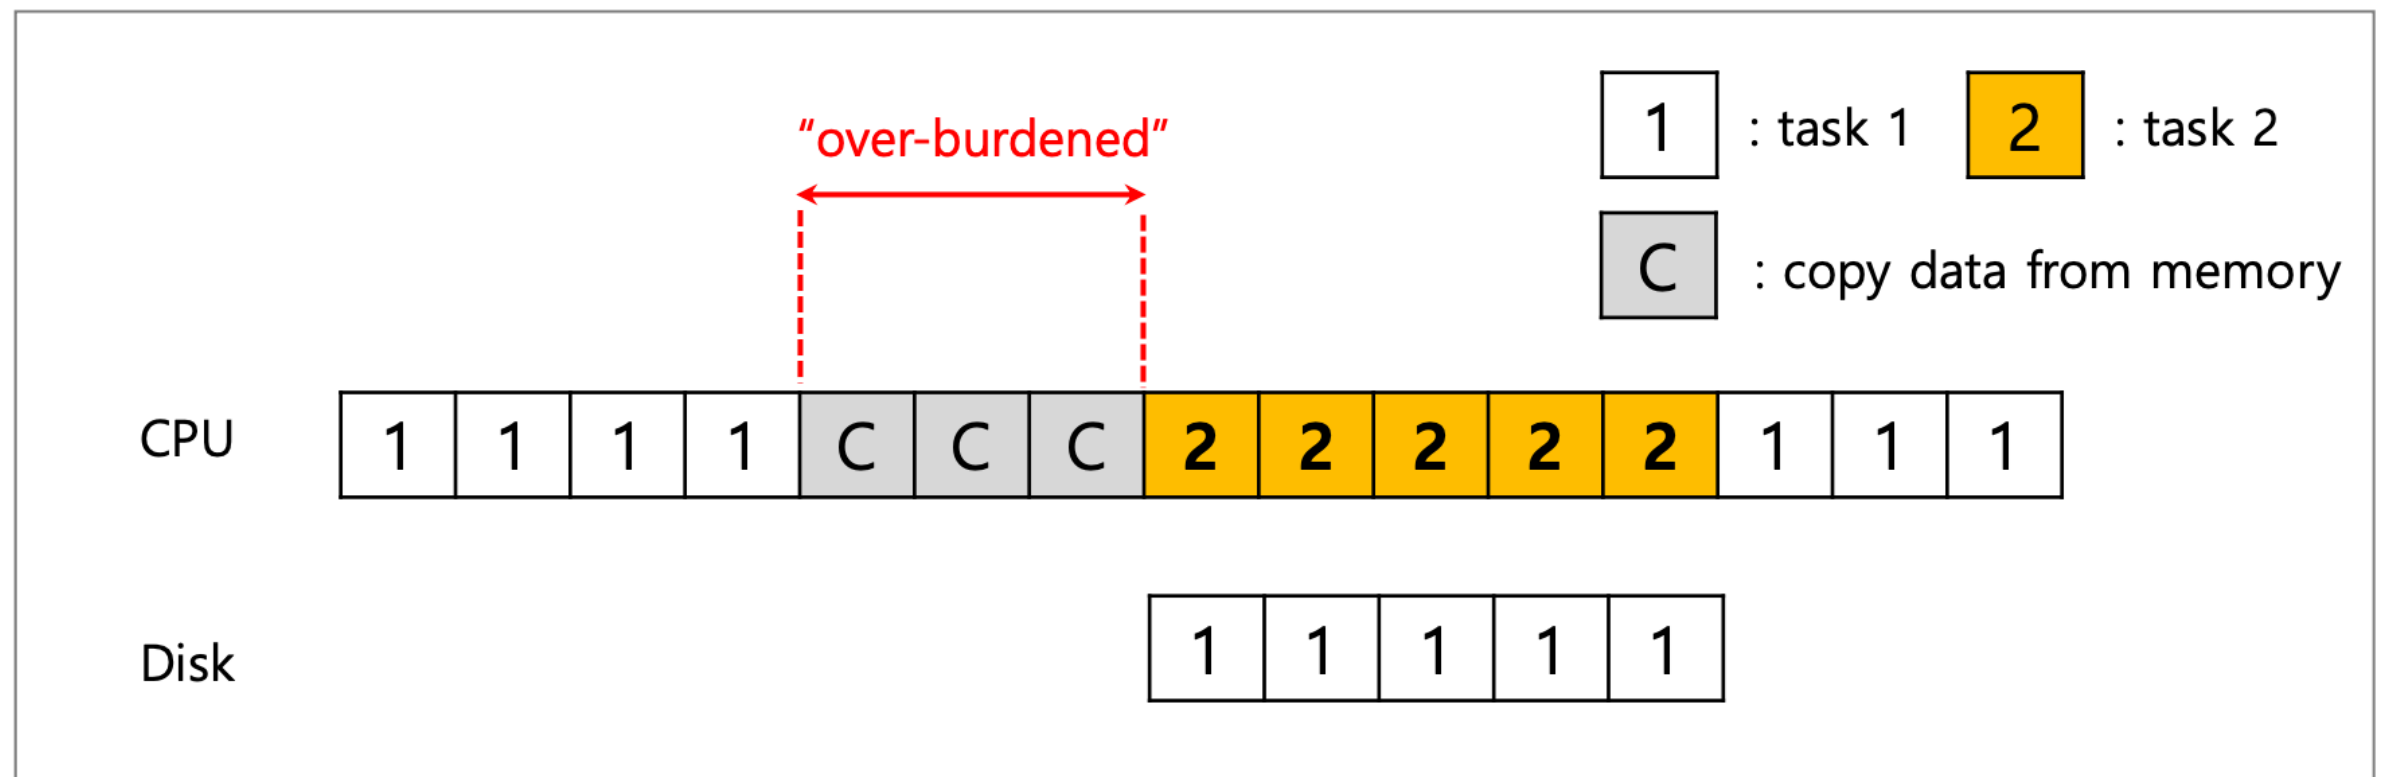 1 : task 1 2 : task 2
“over-burdened”
C : copy data from memory
CPU 1 1 1 1 C C C 2 2 2 2 2 1 1 1
Disk 1 1 1 1 1